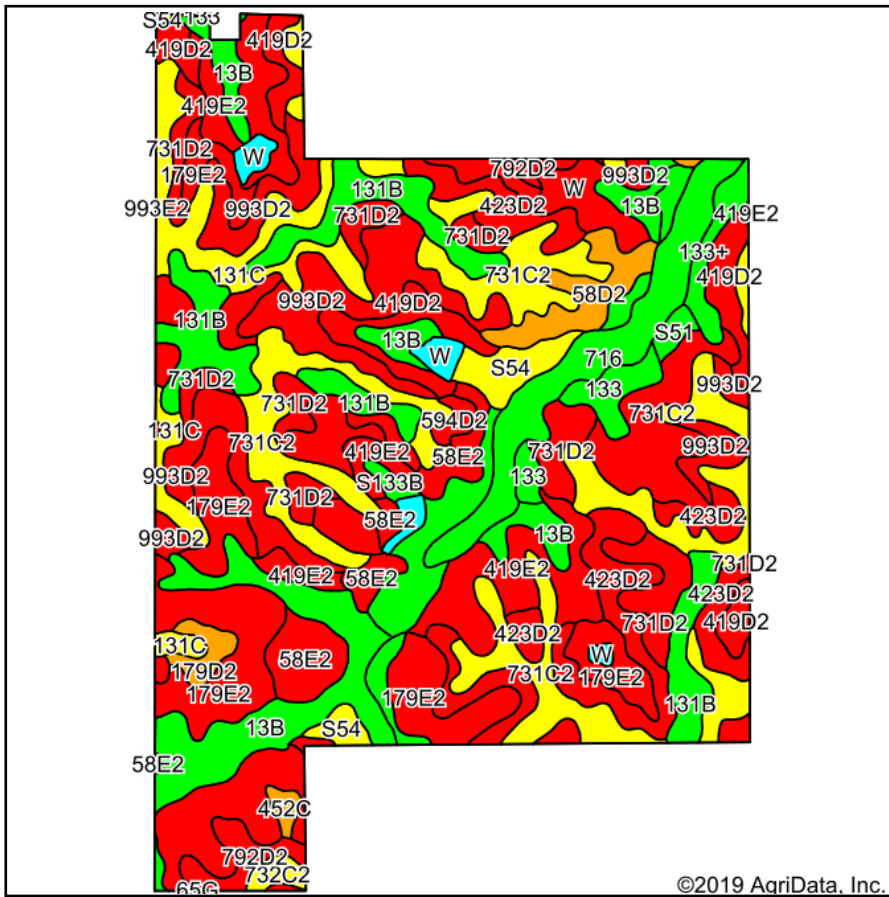 S54
133
419D2
419D2
13B
419E2
731D2
W
179E2
792D2
993D2
W
131B
993E2
993D2
731D2
423D2
13B
419E2
731D2
133+
131C
731C2
419D2
58D2
993D2
419D2
131B
13B
S51
W
S54
716
731D2
133
993D2
731D2
131B
731C2
594D2
131C
731C2
993D2
419E2
58E2
731D2
993D2
S133B
133
731D2
179E2
58E2
423D2
993D2
13B
731D2
419E2
58E2
419E2
423D2
423D2
419D2
731D2
423D2
131C
58E2
W
179D2
731C2
179E2
179E2
179E2
131B
13B
S54
58E2
452C
792D2
732C2
65G
©2019 AgriData, Inc.